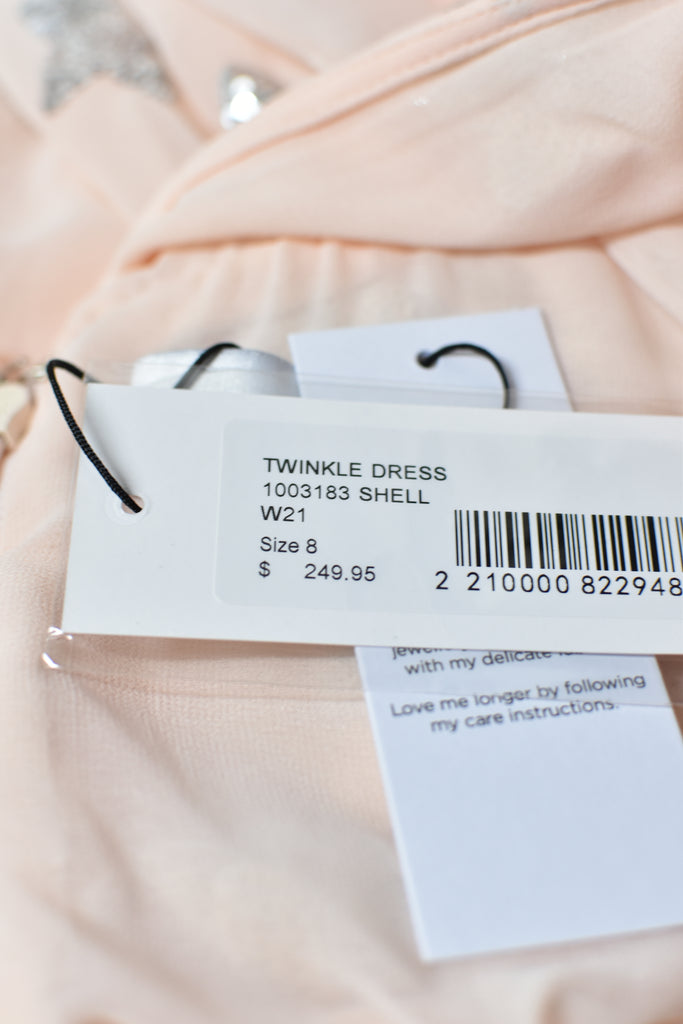 TWINKLE DRESS
1003183 SHELL
W21
Size 8
$ 249.95
2 210000 822948
with my delicate
Love me longer by following
my care instructions.